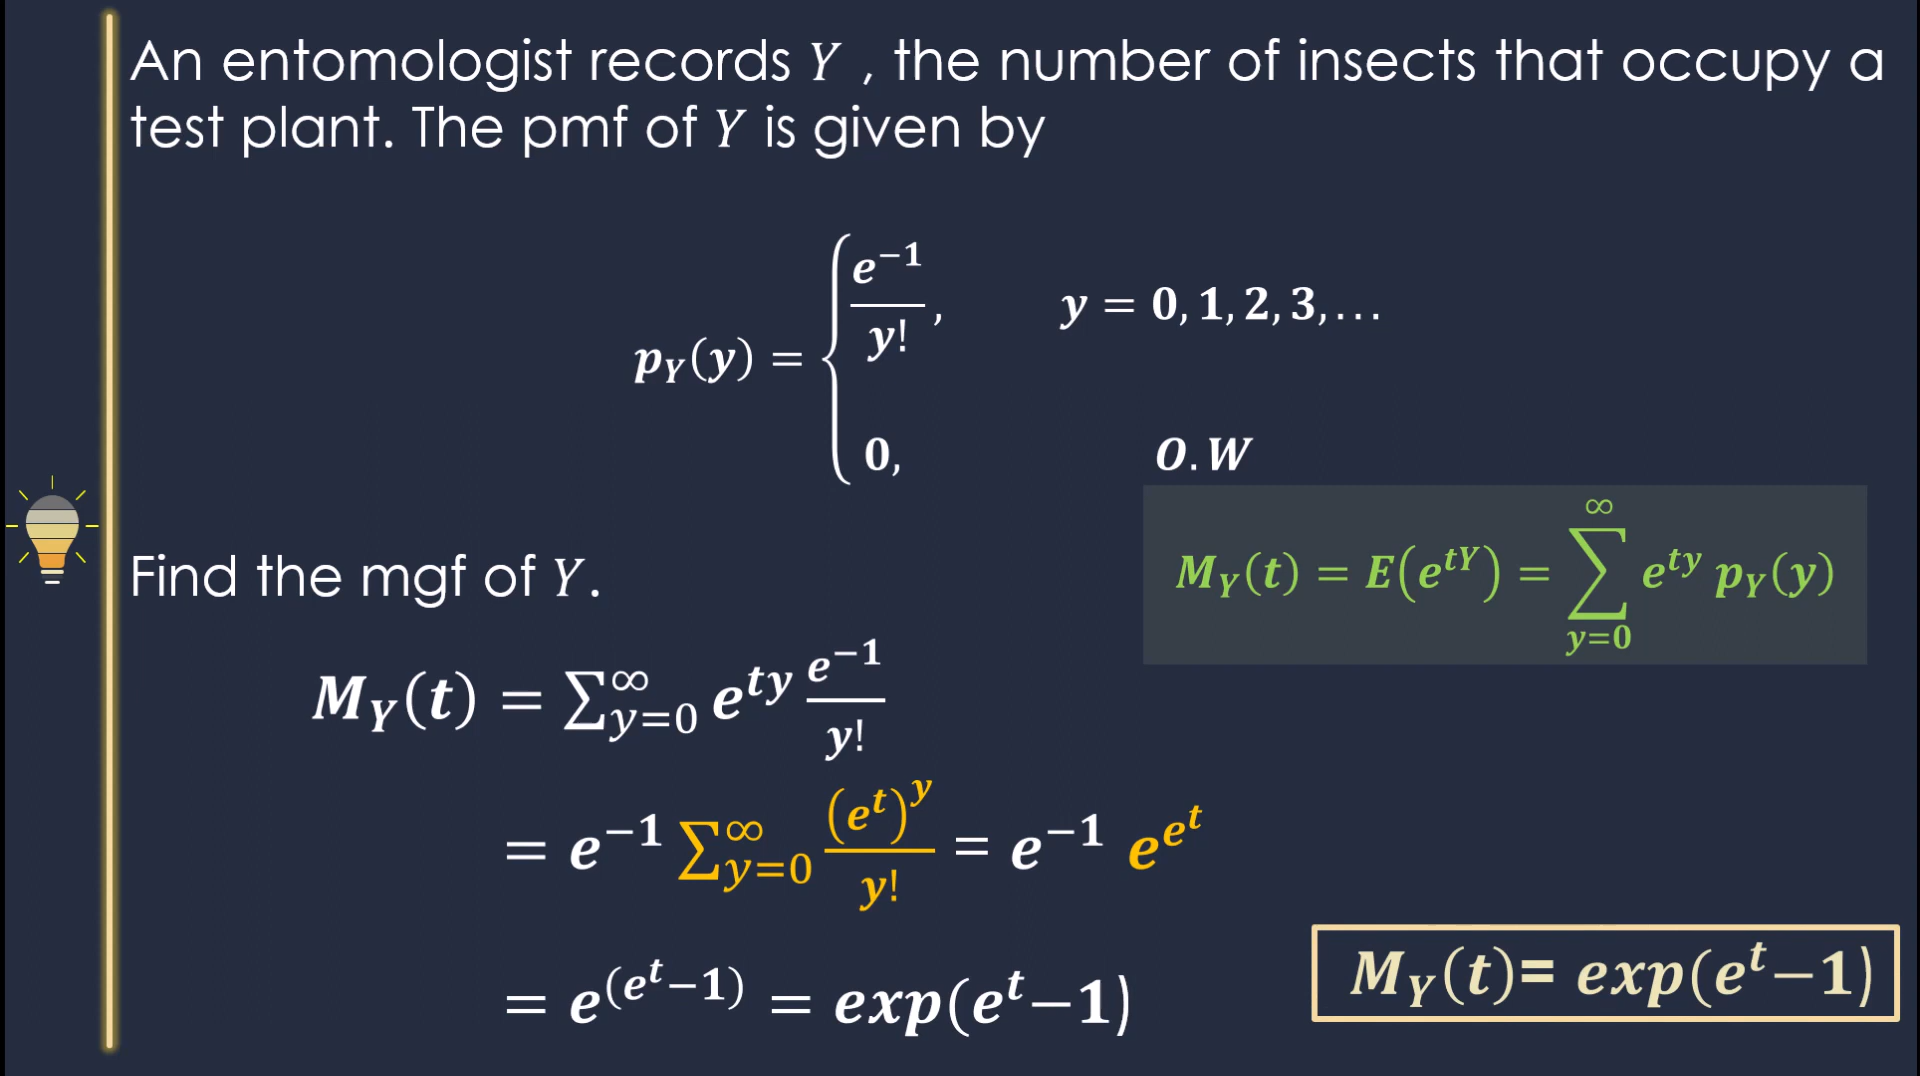 An entomologist records Y , the number of insects that occupy a
test plant. The pmf of Y is given by
p_Y(y) = { e^{-1}/y!, y = 0, 1, 2, 3, …
0, O.W
M_Y(t) = E(e^{tY}) = ∑_{y=0}^{∞} e^{ty} p_Y(y)
Find the mgf of Y.
M_Y(t) = ∑_{y=0}^{∞} e^{ty} e^{-1}/y!
= e^{-1} ∑_{y=0}^{∞} (e^t)^y/y! = e^{-1} e^{e^t}
= e^{(e^t-1)} = exp(e^t-1)
M_Y(t)= exp(e^t-1)